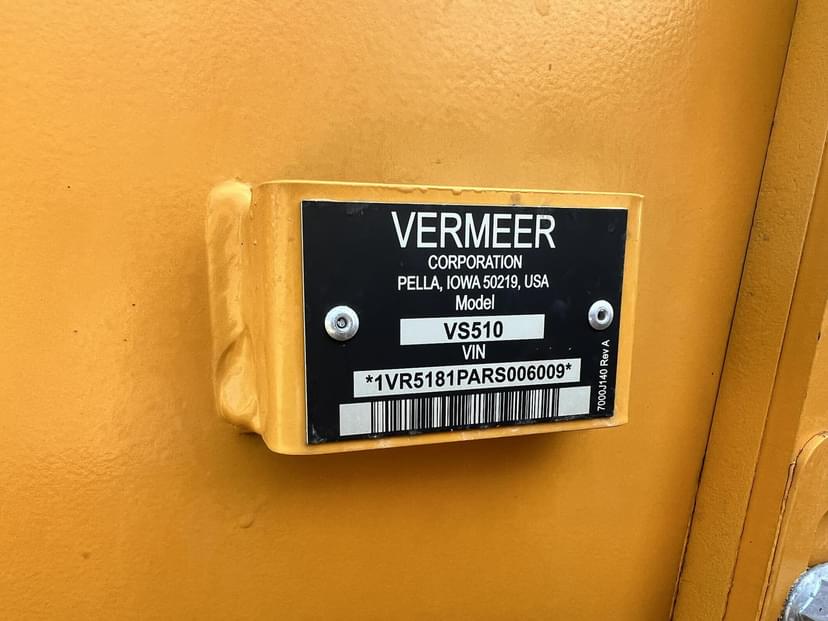 VERMEER
CORPORATION
PELLA, IOWA 50219, USA
Model
VS510
VIN
*1VR5181PARS006009*
7000J140 Rev A